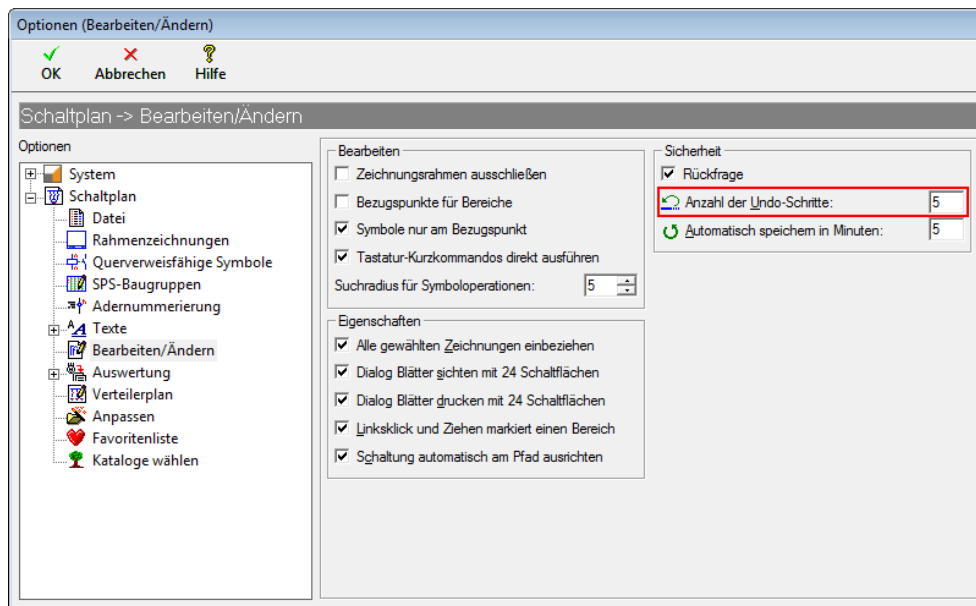 Optionen (Bearbeiten/Ändern)
OK
Abbrechen
Hilfe
Schaltplan -> Bearbeiten/Ändern
Optionen
System
Schaltplan
Datei
Rahmenzeichnungen
Querverweisfähige Symbole
SPS-Baugruppen
Adernummerierung
Texte
Bearbeiten/Ändern
Auswertung
Verteilerplan
Anpassen
Favoritenliste
Kataloge wählen
Bearbeiten
Zeichnungsrahmen ausschließen
Bezugspunkte für Bereiche
Symbole nur am Bezugspunkt
Tastatur-Kurzkommandos direkt ausführen
Suchradius für Symboloperationen: 5
Eigenschaften
Alle gewählten Zeichnungen einbeziehen
Dialog Blätter sichten mit 24 Schaltflächen
Dialog Blätter drucken mit 24 Schaltflächen
Linksklick und Ziehen markiert einen Bereich
Schaltung automatisch am Pfad ausrichten
Sicherheit
Rückfrage
Anzahl der Undo-Schritte: 5
Automatisch speichern in Minuten: 5